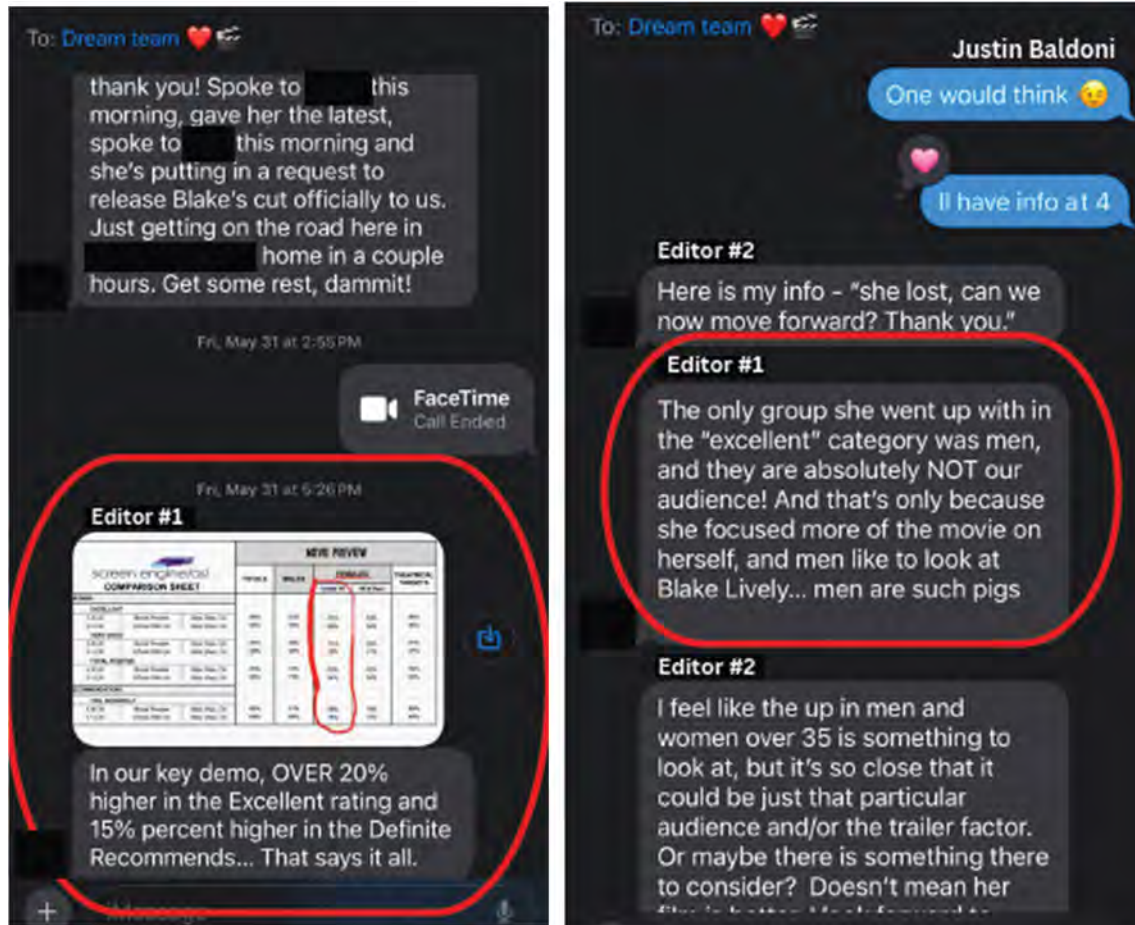 To: Dream team ❤️🎬
thank you! Spoke to this
morning, gave her the latest,
spoke to this morning and
she's putting in a request to
release Blake's cut officially to us.
Just getting on the road here in
home in a couple
hours. Get some rest, dammit!
Fri, May 31 at 2:55 PM
FaceTime
Call Ended
Fri, May 31 at 5:26 PM
Editor #1
MOVIE REVIEW
screen engine/asi
COMPARISON SHEET
TOTALS MALES FEMALES THEATRICAL
TARGETS
EXCELLENT
VERY GOOD
TOTAL POSITIVE
In our key demo, OVER 20%
higher in the Excellent rating and
15% percent higher in the Definite
Recommends... That says it all.
iMessage
To: Dream team ❤️🎬
Justin Baldoni
One would think 😉
Il have info at 4
Editor #2
Here is my info - “she lost, can we
now move forward? Thank you.”
Editor #1
The only group she went up with in
the “excellent” category was men,
and they are absolutely NOT our
audience! And that's only because
she focused more of the movie on
herself, and men like to look at
Blake Lively... men are such pigs
Editor #2
I feel like the up in men and
women over 35 is something to
look at, but it's so close that it
could be just that particular
audience and/or the trailer factor.
Or maybe there is something there
to consider? Doesn't mean her